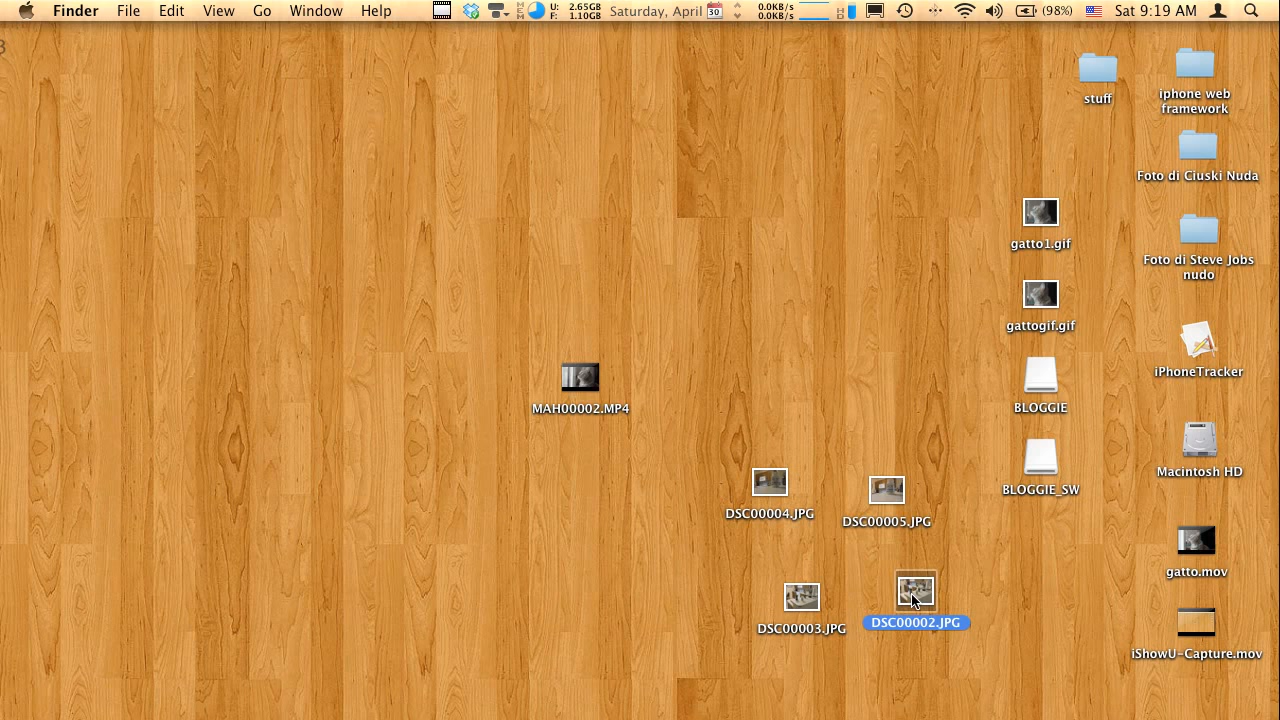 Finder File Edit View Go Window Help
MEM U: 2.65GB
F: 1.10GB
Saturday, April 30
0.0KB/s
0.0KB/s
HD
(98%)
Sat 9:19 AM
3
stuff
iphone web
framework
Foto di Ciuski Nuda
gatto1.gif
Foto di Steve Jobs
nudo
gattogif.gif
iPhoneTracker
MAH00002.MP4
BLOGGIE
Macintosh HD
BLOGGIE_SW
DSC00004.JPG
DSC00005.JPG
gatto.mov
DSC00003.JPG
DSC00002.JPG
iShowU-Capture.mov